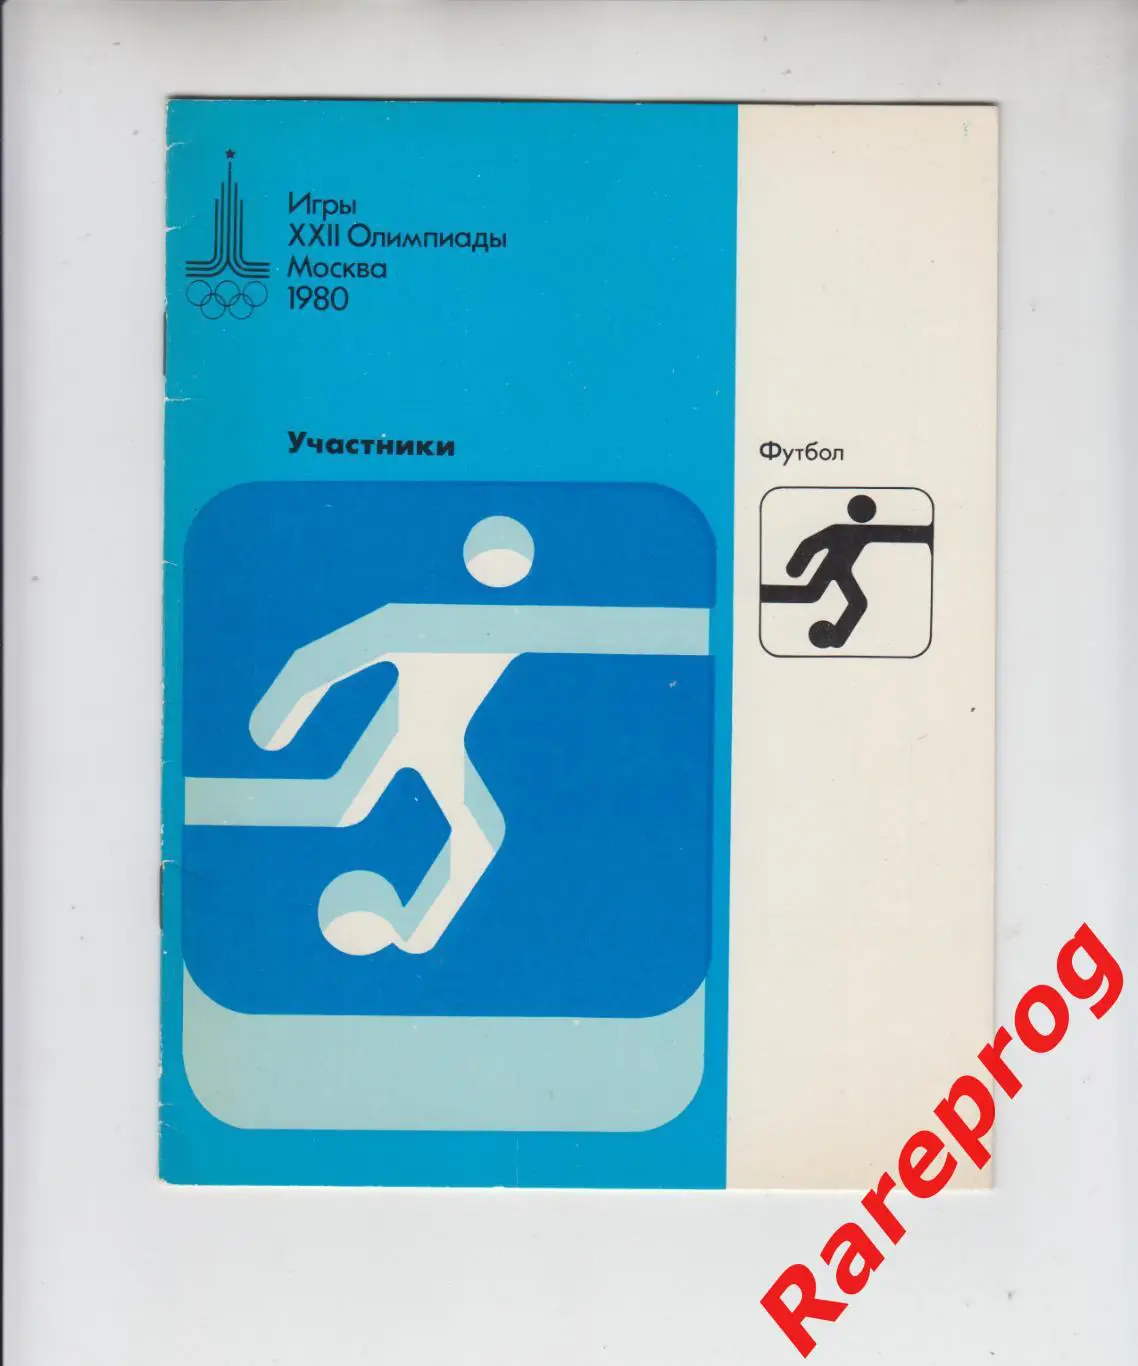 Игры
XXII Олимпиады
Москва
1980
Участники
Футбол
Rareprog